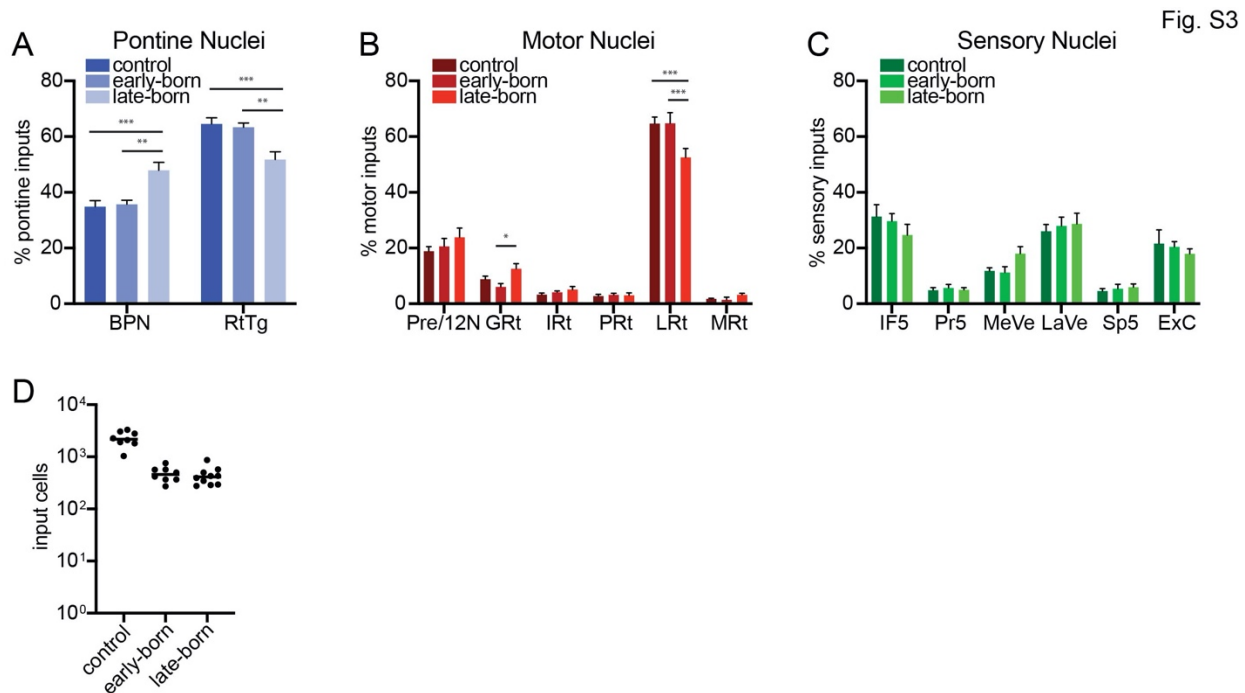 Fig. S3
A
Pontine Nuclei
control
early-born
late-born
% pontine inputs
80
60
40
20
0
***
**
***
**
BPN RtTg
B
Motor Nuclei
control
early-born
late-born
% motor inputs
80
60
40
20
0
*
***
***
Pre/12N GRt IRt PRt LRt MRt
C
Sensory Nuclei
control
early-born
late-born
% sensory inputs
80
60
40
20
0
IF5 Pr5 MeVe LaVe Sp5 ExC
D
input cells
10⁴
10³
10²
10¹
10⁰
control
early-born
late-born